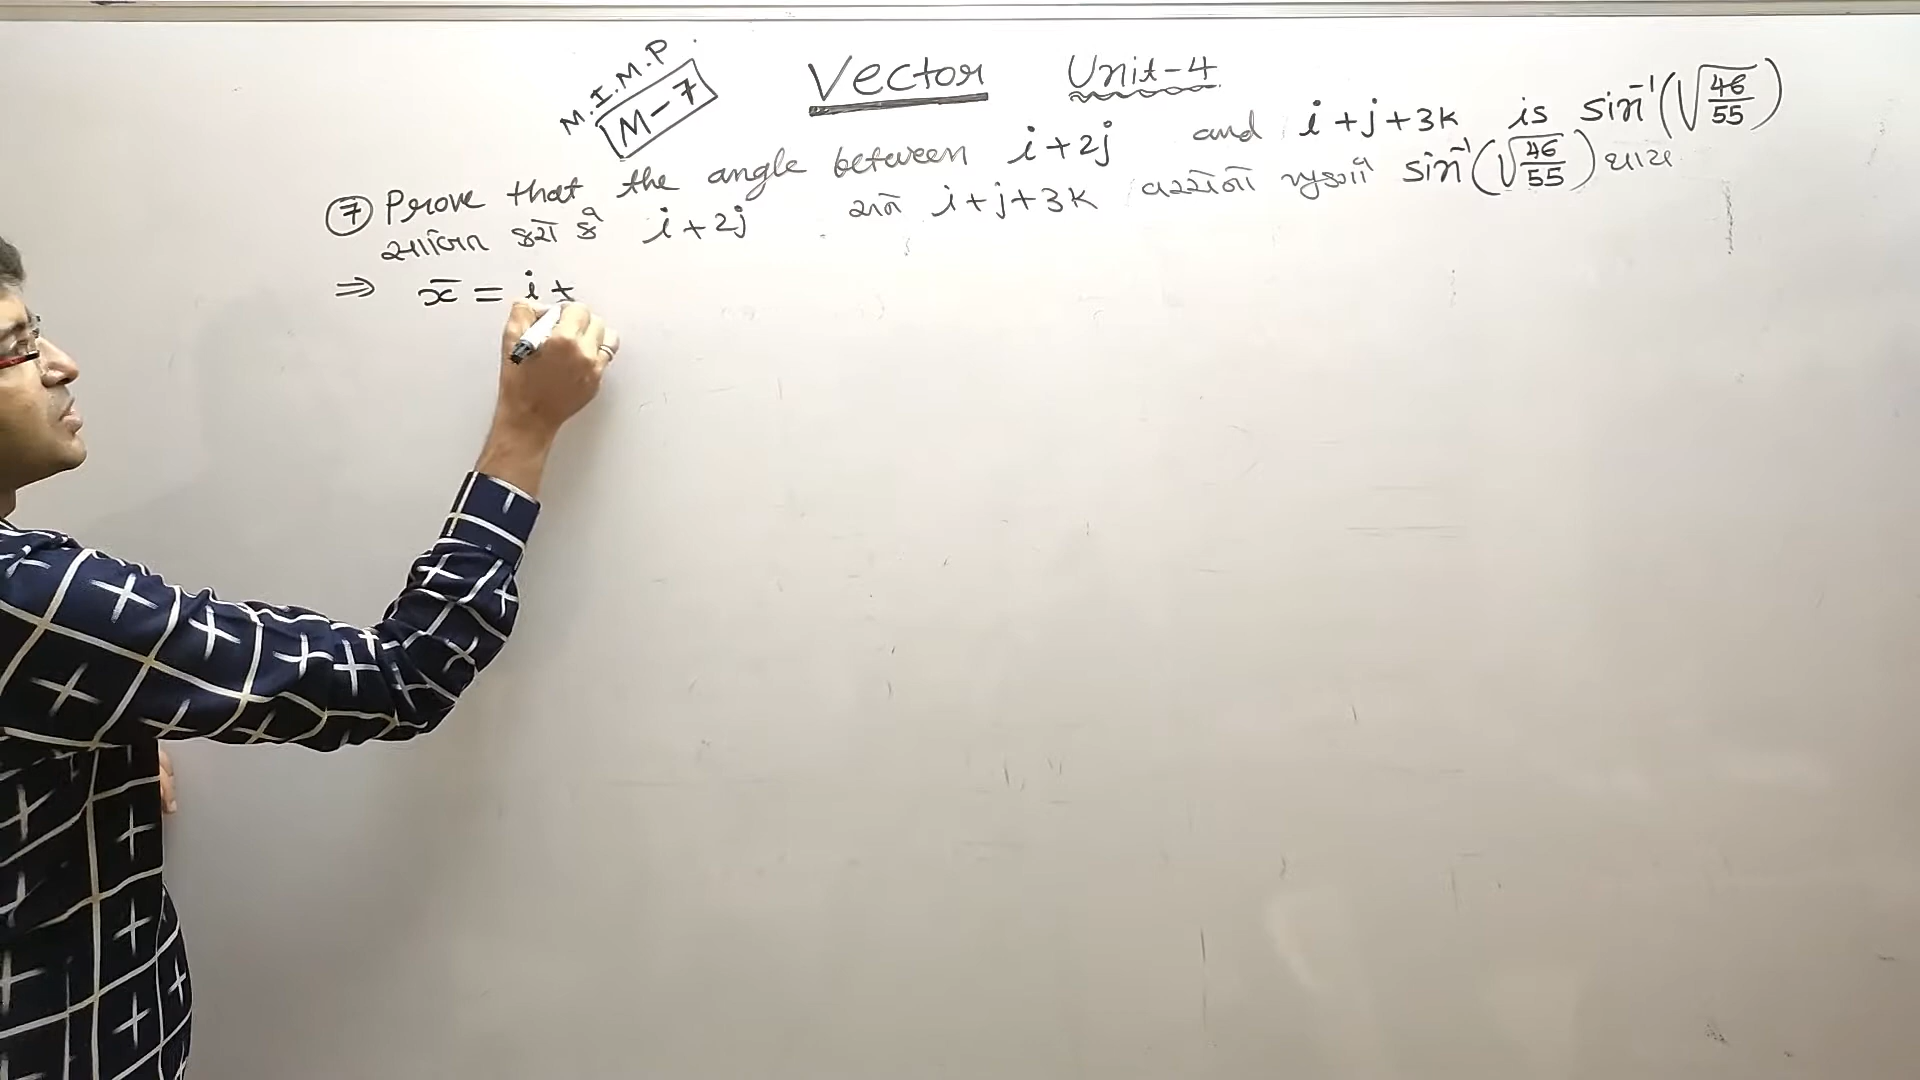 M.I.M.P.
M-7
Vector Unit-4
⑦ Prove that the angle between i+2j and i+j+3k is sin⁻¹(√46/55)
સાબિત કરો કે i+2j અને i+j+3k વચ્ચેનો ખૂણો sin⁻¹(√46/55) થાય
⇒ x̄ = i +